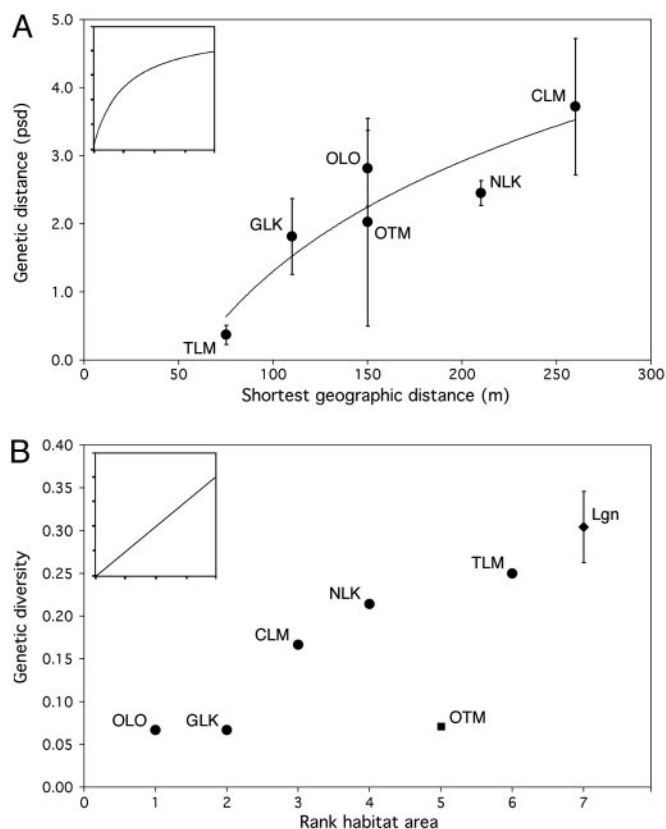 A
5.0
4.0
3.0
2.0
1.0
0.0
Genetic distance (psd)
CLM
OLO
NLK
GLK
OTM
TLM
0 50 100 150 200 250 300
Shortest geographic distance (m)
B
0.40
0.35
0.30
0.25
0.20
0.15
0.10
0.05
0.00
Genetic diversity
Lgn
TLM
NLK
CLM
OLO GLK OTM
0 1 2 3 4 5 6 7
Rank habitat area